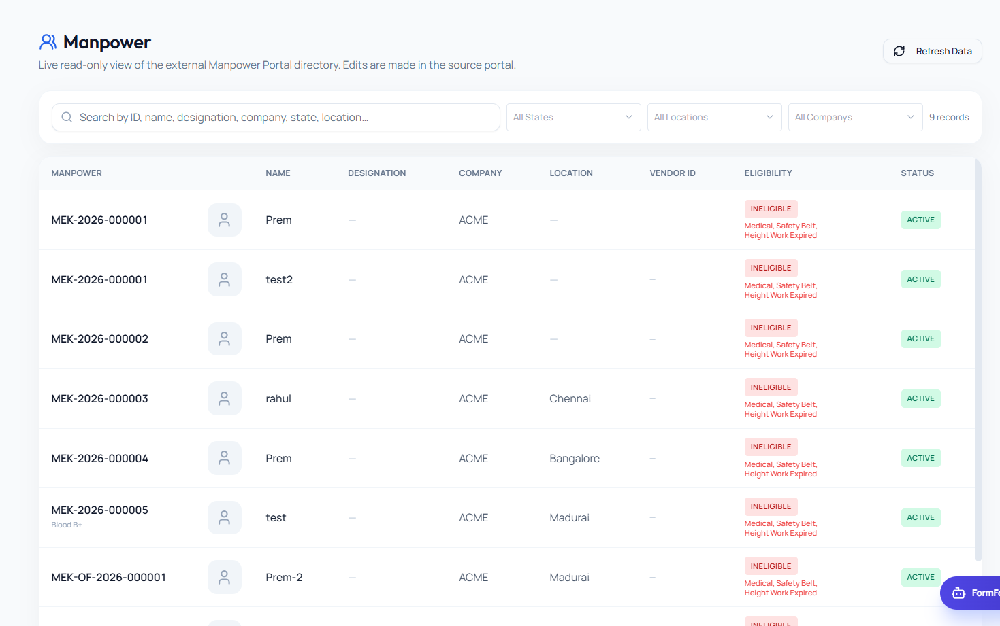 Manpower
Live read-only view of the external Manpower Portal directory. Edits are made in the source portal.
Refresh Data
Search by ID, name, designation, company, state, location...
All States
All Locations
All Companys
9 records
MANPOWER NAME DESIGNATION COMPANY LOCATION VENDOR ID ELIGIBILITY STATUS
MEK-2026-000001 Prem — ACME — — INELIGIBLE ACTIVE
Medical, Safety Belt,
Height Work Expired
MEK-2026-000001 test2 — ACME — — INELIGIBLE ACTIVE
Medical, Safety Belt,
Height Work Expired
MEK-2026-000002 Prem — ACME — — INELIGIBLE ACTIVE
Medical, Safety Belt,
Height Work Expired
MEK-2026-000003 rahul — ACME Chennai — INELIGIBLE ACTIVE
Medical, Safety Belt,
Height Work Expired
MEK-2026-000004 Prem — ACME Bangalore — INELIGIBLE ACTIVE
Medical, Safety Belt,
Height Work Expired
MEK-2026-000005 test — ACME Madurai — INELIGIBLE ACTIVE
Blood B+
Medical, Safety Belt,
Height Work Expired
MEK-OF-2026-000001 Prem-2 — ACME Madurai — INELIGIBLE ACTIVE
Medical, Safety Belt,
Height Work Expired
INELIGIBLE